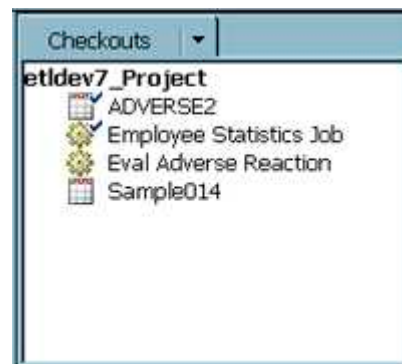 Checkouts
etldev7_Project
ADVERSE2
Employee Statistics Job
Eval Adverse Reaction
Sample014